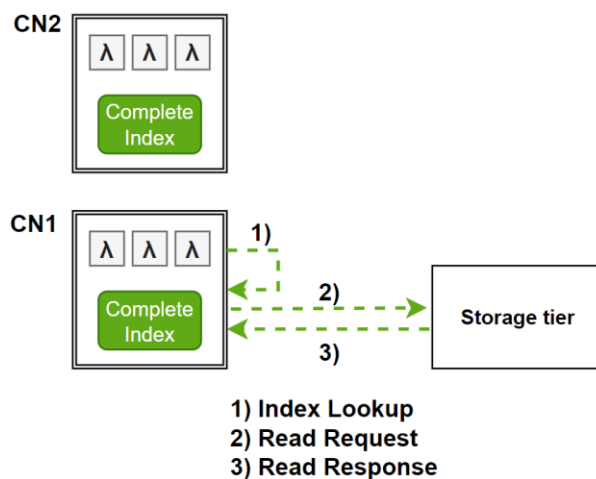 CN2
λ λ λ
Complete
Index
CN1
λ λ λ
1)
Complete
Index
2)
3)
Storage tier
1) Index Lookup
2) Read Request
3) Read Response